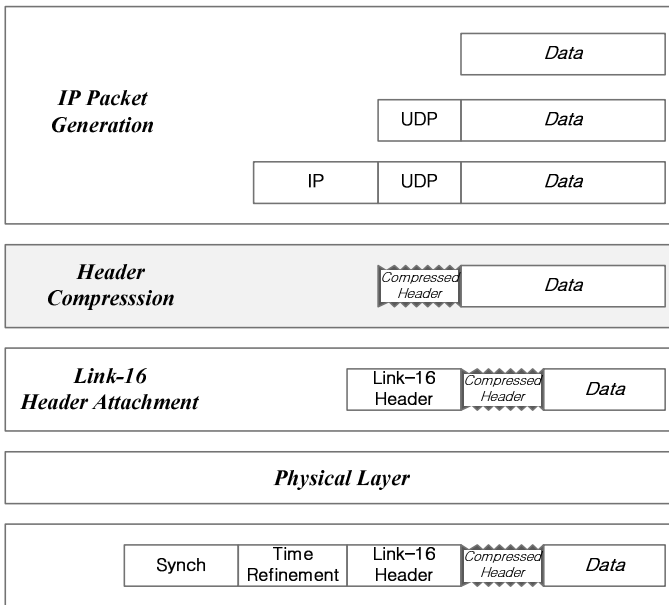 Data
IP Packet
Generation
UDP Data
IP UDP Data
Header
Compresssion
Compressed
Header
Data
Link-16
Header Attachment
Link–16
Header
Compressed
Header
Data
Physical Layer
Synch
Time
Refinement
Link–16
Header
Compressed
Header
Data